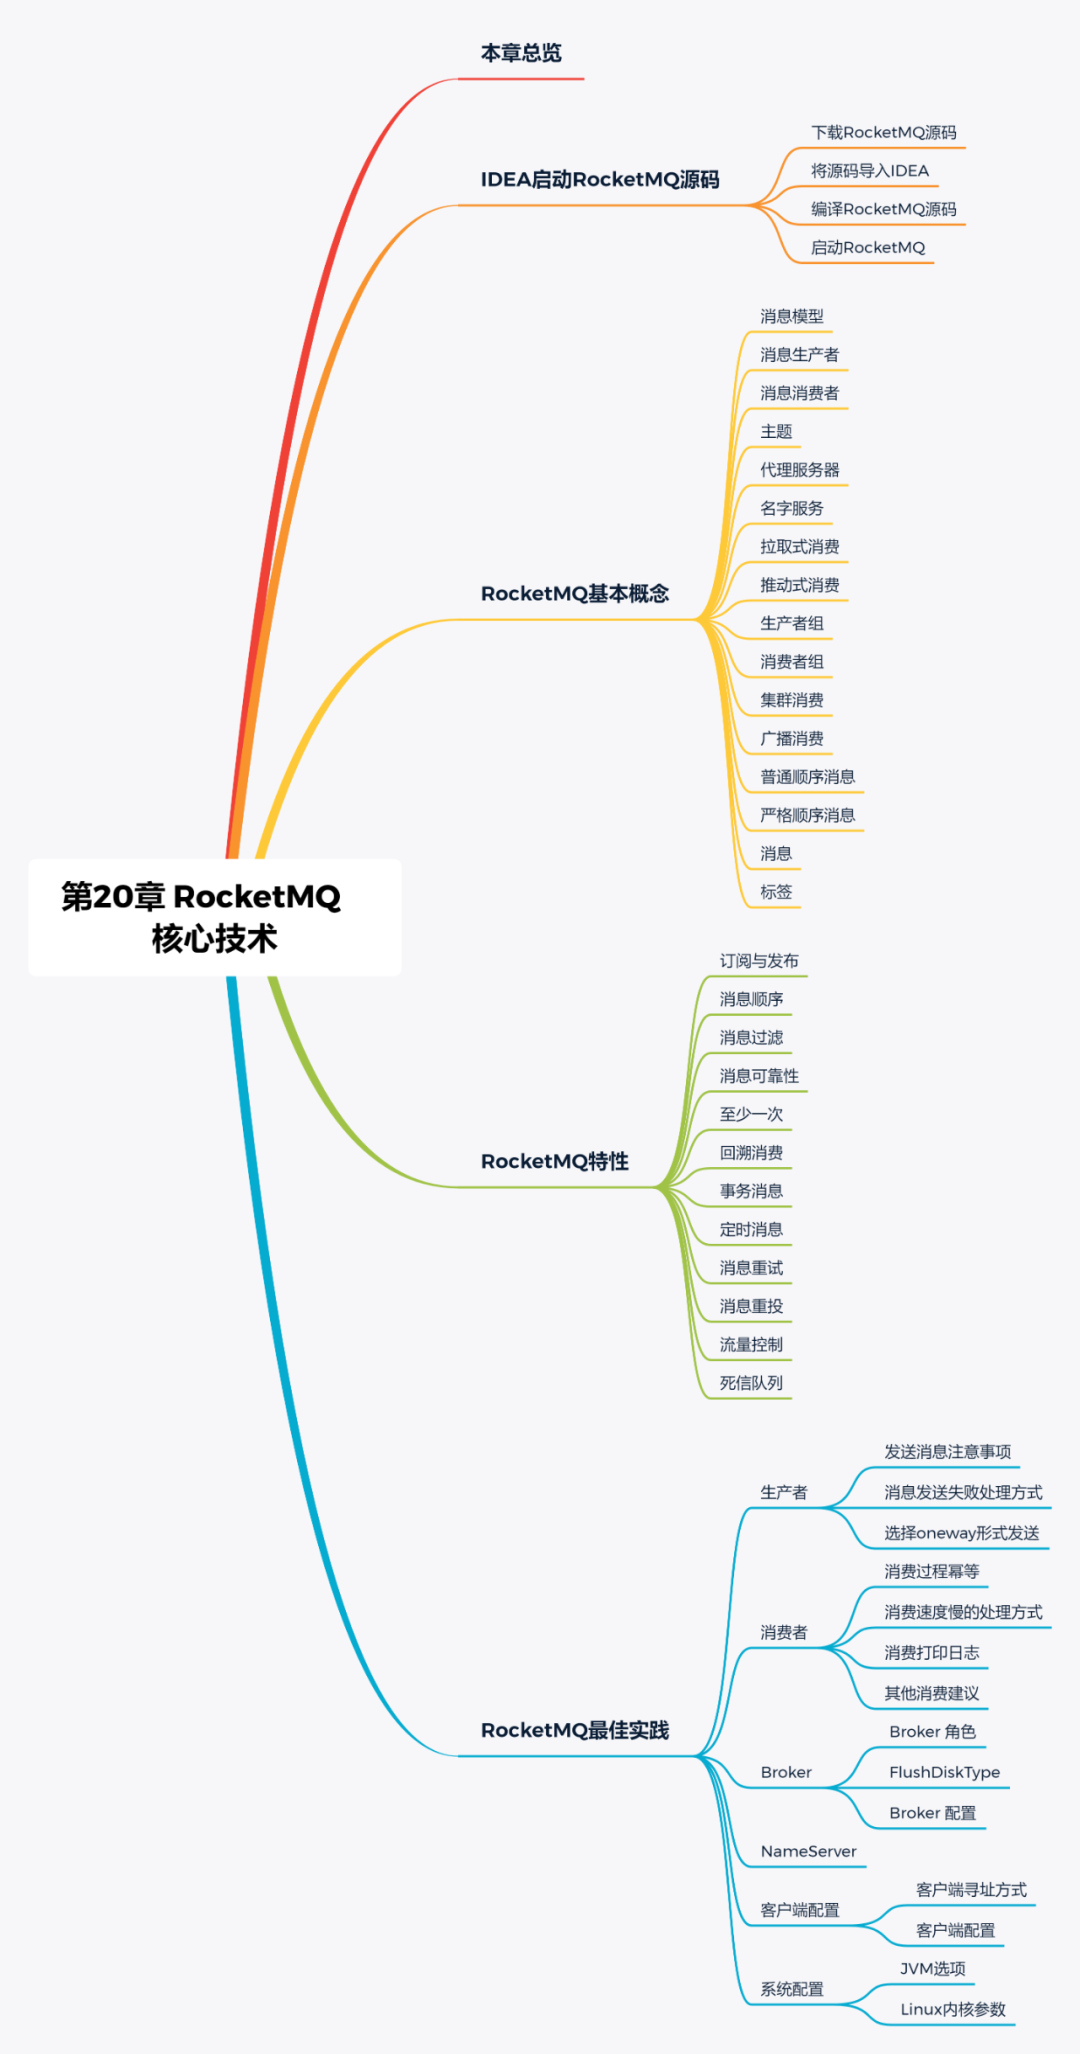 第20章 RocketMQ
核心技术
本章总览
IDEA启动RocketMQ源码
下载RocketMQ源码
将源码导入IDEA
编译RocketMQ源码
启动RocketMQ
RocketMQ基本概念
消息模型
消息生产者
消息消费者
主题
代理服务器
名字服务
拉取式消费
推动式消费
生产者组
消费者组
集群消费
广播消费
普通顺序消息
严格顺序消息
消息
标签
RocketMQ特性
订阅与发布
消息顺序
消息过滤
消息可靠性
至少一次
回溯消费
事务消息
定时消息
消息重试
消息重投
流量控制
死信队列
RocketMQ最佳实践
生产者
发送消息注意事项
消息发送失败处理方式
选择oneway形式发送
消费者
消费过程幂等
消费速度慢的处理方式
消费打印日志
其他消费建议
Broker
Broker 角色
FlushDiskType
Broker 配置
NameServer
客户端配置
客户端寻址方式
客户端配置
系统配置
JVM选项
Linux内核参数